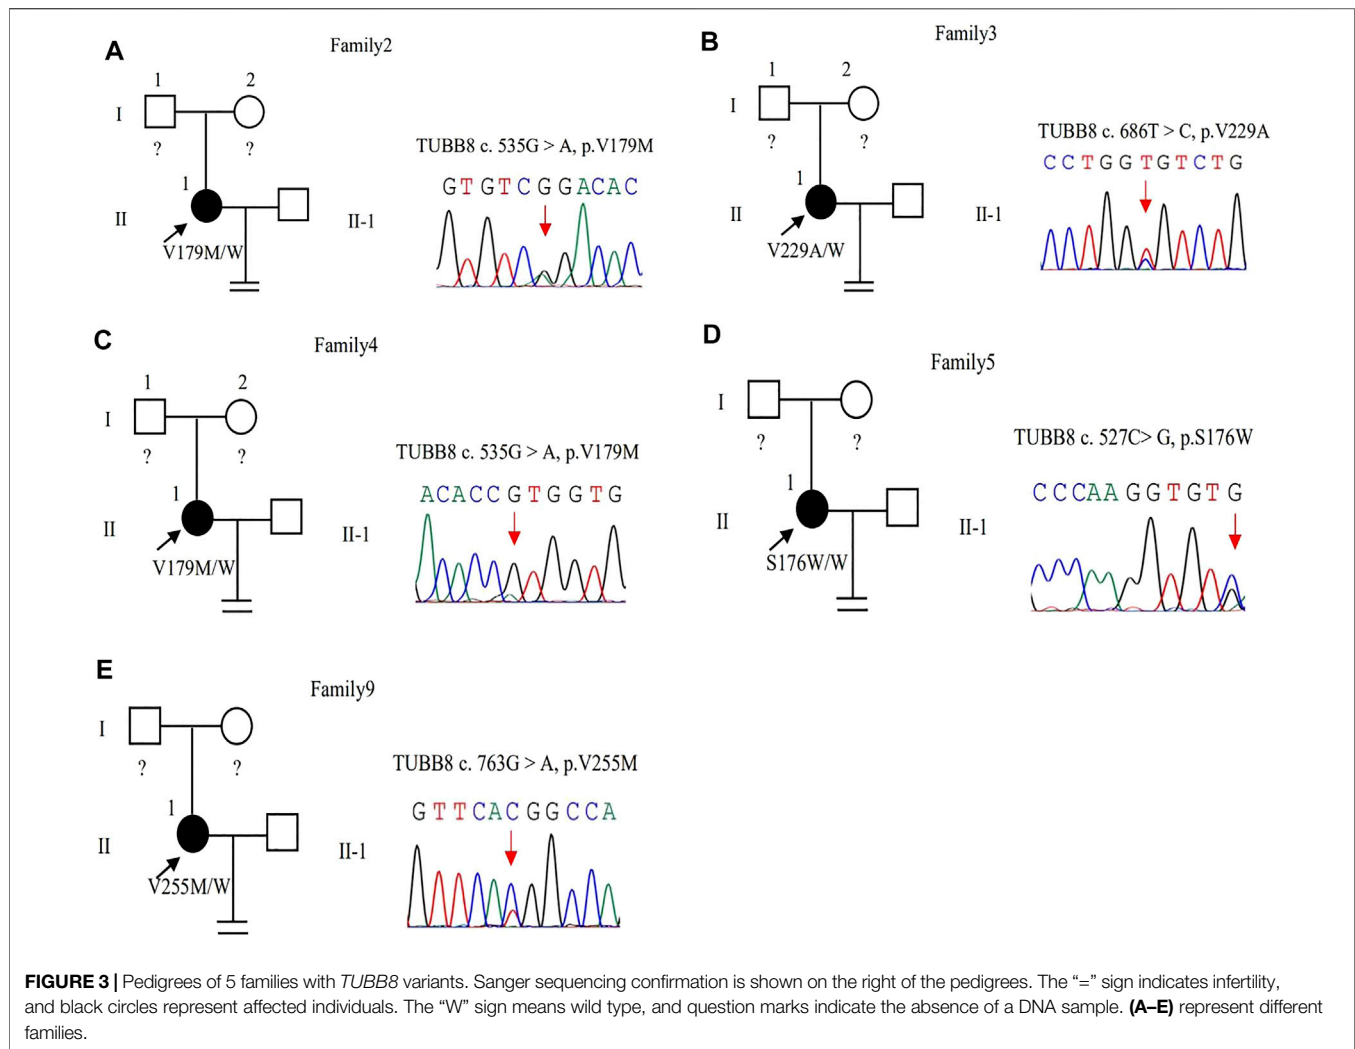 A
Family2
1 2
I
? ?
TUBB8 c. 535G > A, p.V179M
G T G T C G G A C A C
1
II
II-1
V179M/W
B
Family3
1 2
I
? ?
TUBB8 c. 686T > C, p.V229A
C C T G G T G T C T G
1
II
II-1
V229A/W
C
Family4
1 2
I
? ?
TUBB8 c. 535G > A, p.V179M
A C A C C G T G G T G
1
II
II-1
V179M/W
D
Family5
I
? ?
TUBB8 c. 527C> G, p.S176W
C C C A A G G T G T G
1
II
II-1
S176W/W
E
Family9
I
? ?
TUBB8 c. 763G > A, p.V255M
G T T C A C G G C C A
1
II
II-1
V255M/W
FIGURE 3 | Pedigrees of 5 families with TUBB8 variants. Sanger sequencing confirmation is shown on the right of the pedigrees. The “=” sign indicates infertility,
and black circles represent affected individuals. The “W” sign means wild type, and question marks indicate the absence of a DNA sample. (A–E) represent different
families.